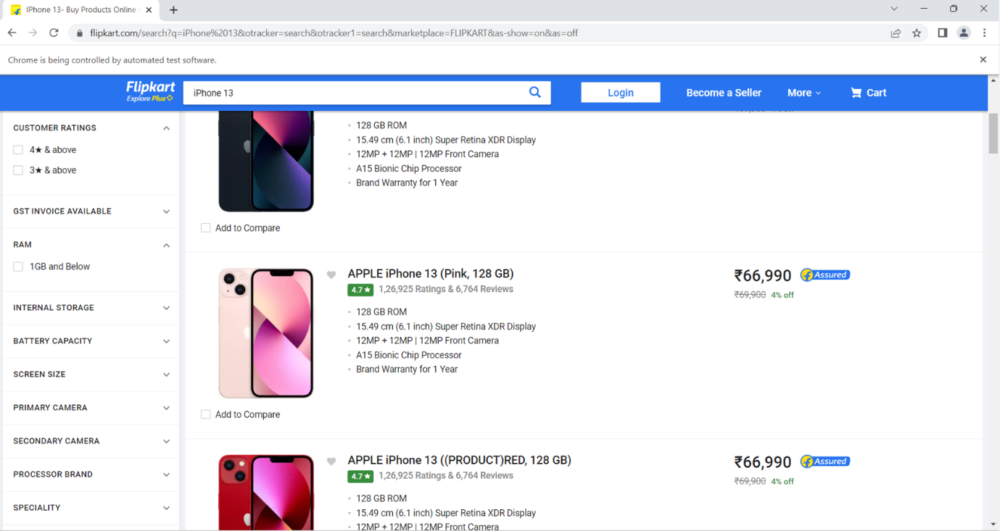 IPhone 13- Buy Products Online
flipkart.com/search?q=iPhone%2013&otracker=search&otracker1=search&marketplace=FLIPKART&as-show=on&as=off
Chrome is being controlled by automated test software.
Flipkart
Explore Plus
iPhone 13
Login
Become a Seller
More
Cart
CUSTOMER RATINGS
4★ & above
3★ & above
GST INVOICE AVAILABLE
RAM
1GB and Below
INTERNAL STORAGE
BATTERY CAPACITY
SCREEN SIZE
PRIMARY CAMERA
SECONDARY CAMERA
PROCESSOR BRAND
SPECIALITY
128 GB ROM
15.49 cm (6.1 inch) Super Retina XDR Display
12MP + 12MP | 12MP Front Camera
A15 Bionic Chip Processor
Brand Warranty for 1 Year
Add to Compare
APPLE iPhone 13 (Pink, 128 GB)
4.7★ 1,26,925 Ratings & 6,764 Reviews
128 GB ROM
15.49 cm (6.1 inch) Super Retina XDR Display
12MP + 12MP | 12MP Front Camera
A15 Bionic Chip Processor
Brand Warranty for 1 Year
₹66,990 Assured
₹69,900 4% off
Add to Compare
APPLE iPhone 13 ((PRODUCT)RED, 128 GB)
4.7★ 1,26,925 Ratings & 6,764 Reviews
128 GB ROM
15.49 cm (6.1 inch) Super Retina XDR Display
12MP + 12MP | 12MP Front Camera
₹66,990 Assured
₹69,900 4% off